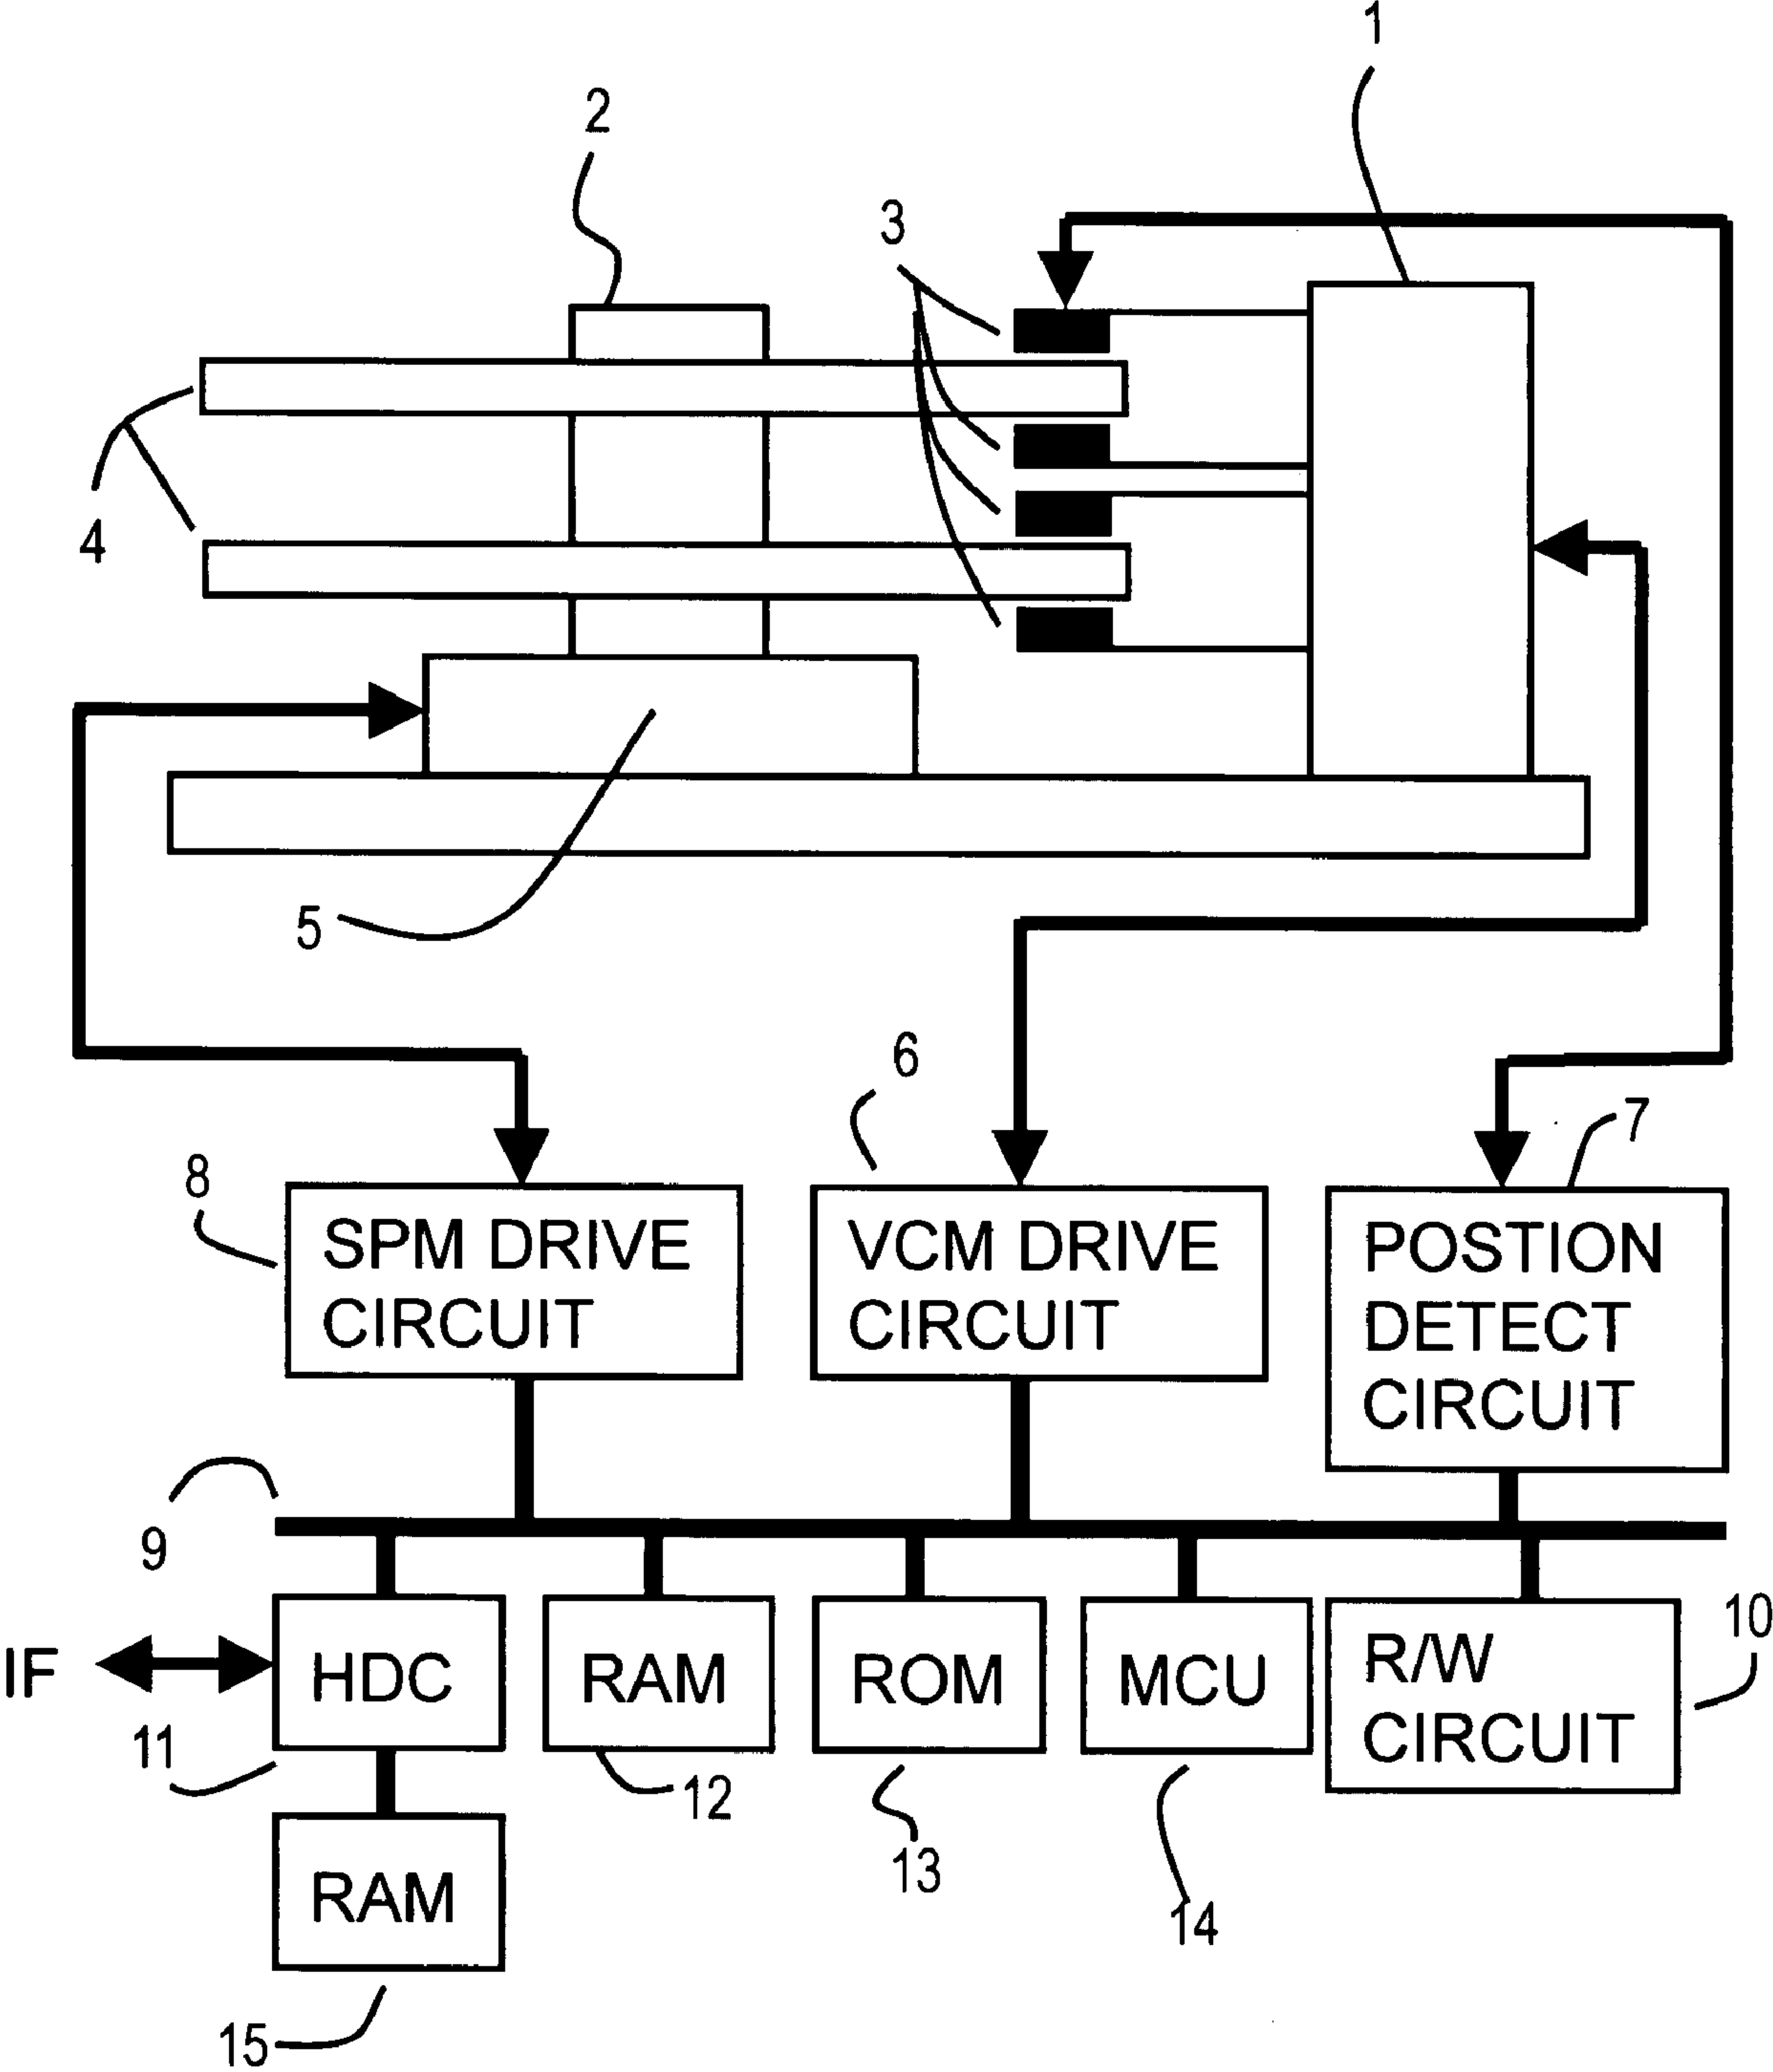 1
2
3
4
5
6
7
8
SPM DRIVE
CIRCUIT
VCM DRIVE
CIRCUIT
POSTION
DETECT
CIRCUIT
9
10
IF
HDC
RAM
ROM
MCU
R/W
CIRCUIT
11
12
13
14
RAM
15